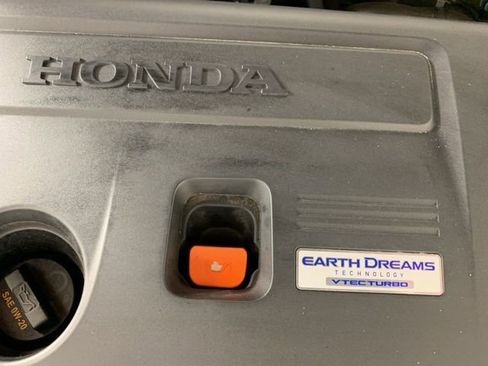 HONDA
EARTH DREAMS
TECHNOLOGY
VTEC TURBO
SAE 0W-20